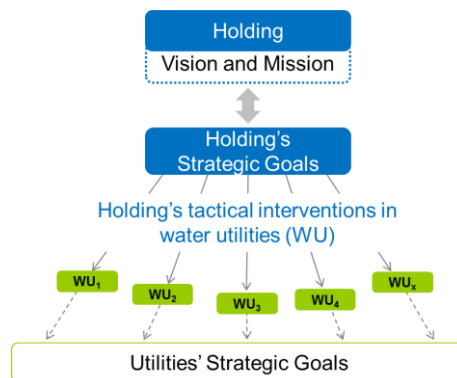 Holding
Vision and Mission
Holding's
Strategic Goals
Holding's tactical interventions in
water utilities (WU)
WU1
WU2
WU3
WU4
WUx
Utilities' Strategic Goals